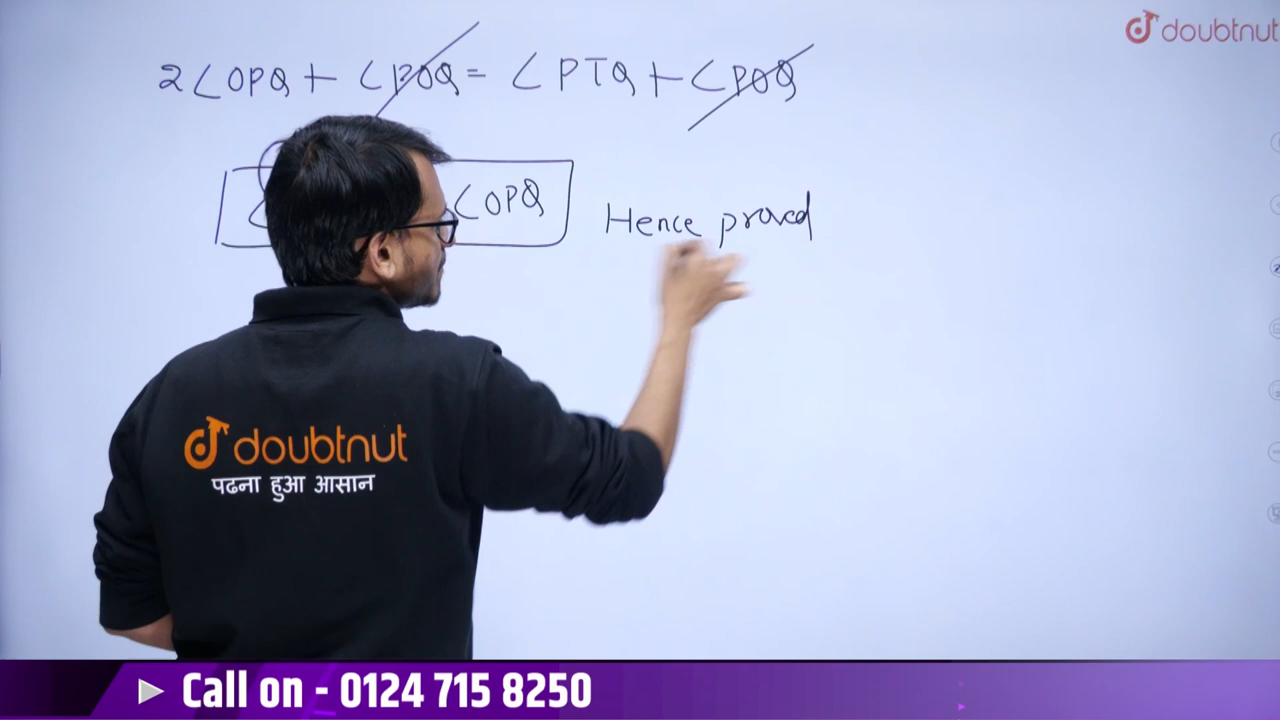 doubtnut
2∠OPQ + ∠POQ = ∠PTQ + ∠POQ
∠OPQ
Hence proved
doubtnut
पढना हुआ आसान
Call on - 0124 715 8250